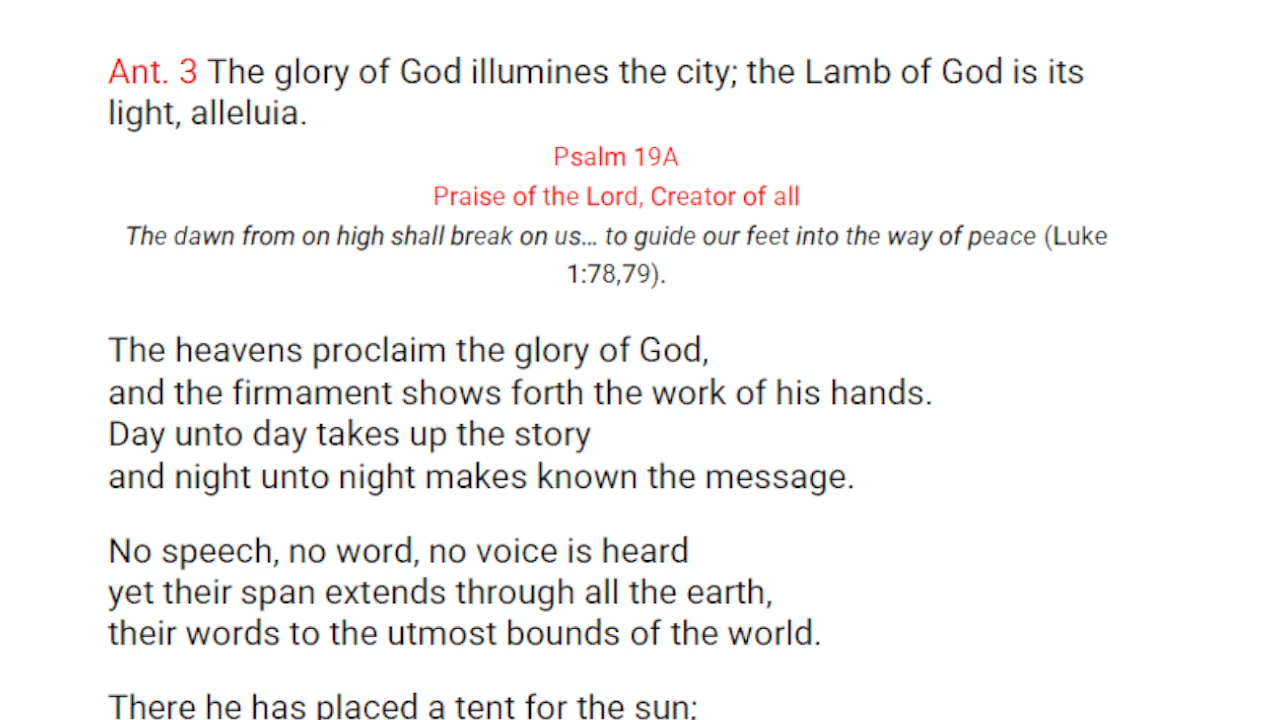 Ant. 3 The glory of God illumines the city; the Lamb of God is its
light, alleluia.
Psalm 19A
Praise of the Lord, Creator of all
The dawn from on high shall break on us… to guide our feet into the way of peace (Luke
1:78,79).
The heavens proclaim the glory of God,
and the firmament shows forth the work of his hands.
Day unto day takes up the story
and night unto night makes known the message.
No speech, no word, no voice is heard
yet their span extends through all the earth,
their words to the utmost bounds of the world.
There he has placed a tent for the sun;